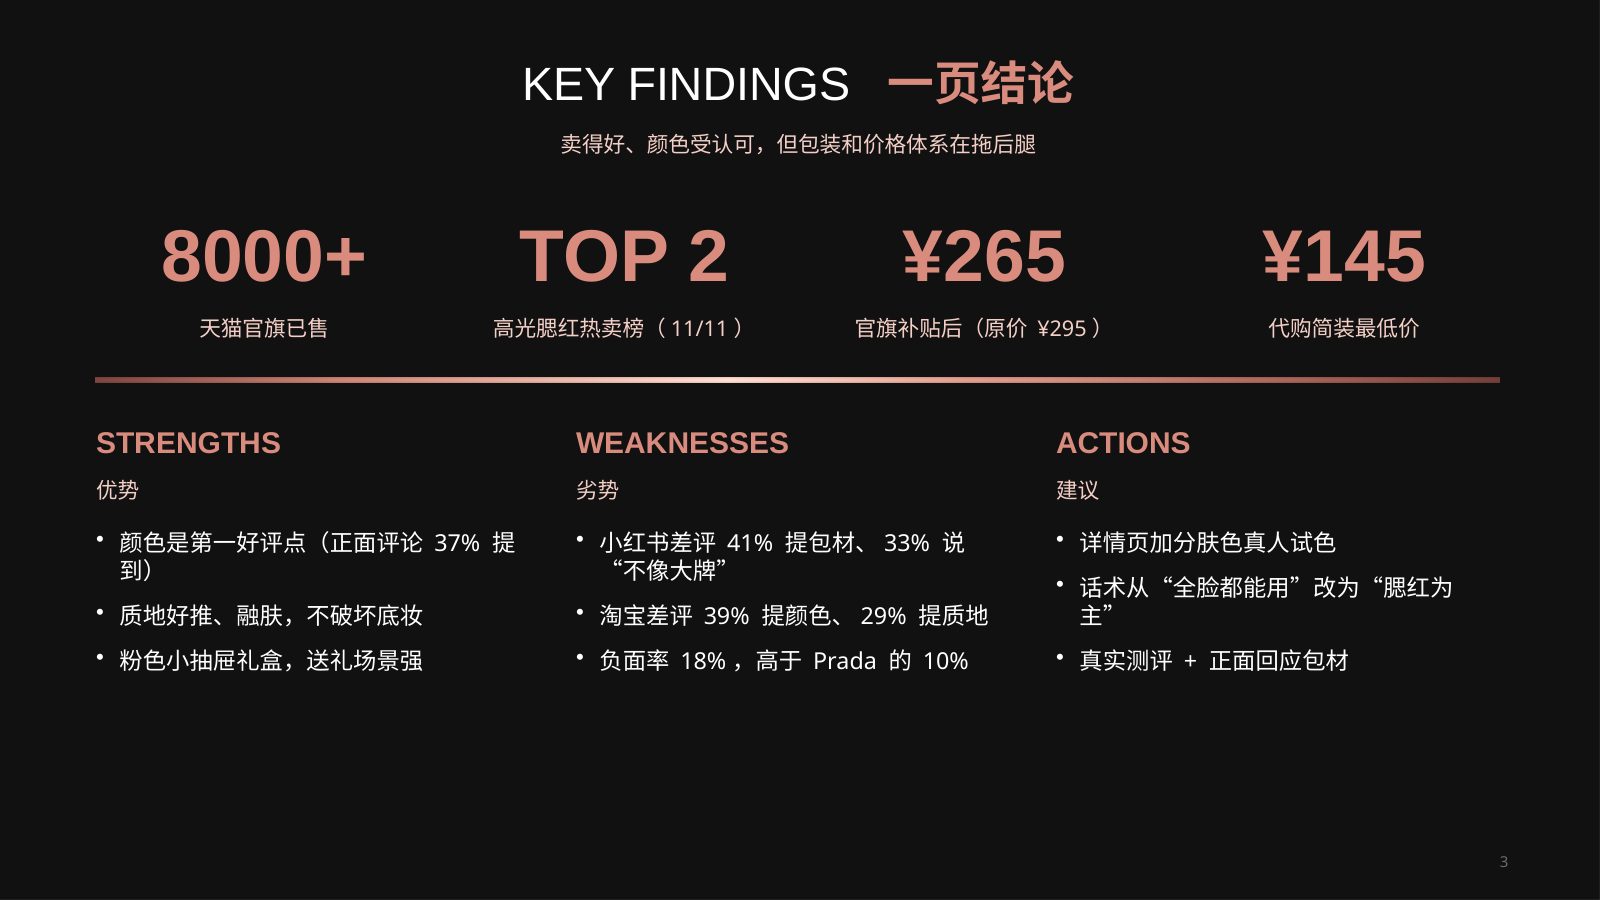 KEY FINDINGS 一页结论
卖得好、颜色受认可，但包装和价格体系在拖后腿
8000+
TOP 2
¥265
¥145
天猫官旗已售
高光腮红热卖榜（11/11）
官旗补贴后（原价 ¥295）
代购简装最低价
STRENGTHS
优势
• 颜色是第一好评点（正面评论 37% 提
到）
• 质地好推、融肤，不破坏底妆
• 粉色小抽屉礼盒，送礼场景强
WEAKNESSES
劣势
• 小红书差评 41% 提包材、33% 说
“不像大牌”
• 淘宝差评 39% 提颜色、29% 提质地
• 负面率 18%，高于 Prada 的 10%
ACTIONS
建议
• 详情页加分肤色真人试色
• 话术从“全脸都能用”改为“腮红为
主”
• 真实测评 + 正面回应包材
3